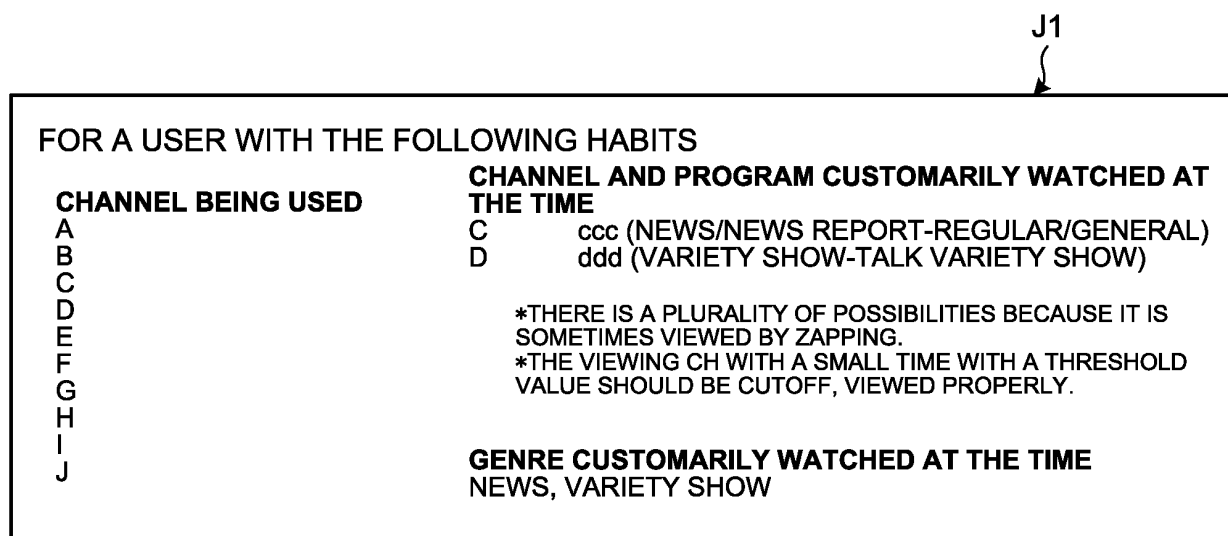 J1
FOR A USER WITH THE FOLLOWING HABITS
CHANNEL BEING USED
A
B
C
D
E
F
G
H
I
J
CHANNEL AND PROGRAM CUSTOMARILY WATCHED AT
THE TIME
C ccc (NEWS/NEWS REPORT-REGULAR/GENERAL)
D ddd (VARIETY SHOW-TALK VARIETY SHOW)
*THERE IS A PLURALITY OF POSSIBILITIES BECAUSE IT IS
SOMETIMES VIEWED BY ZAPPING.
*THE VIEWING CH WITH A SMALL TIME WITH A THRESHOLD
VALUE SHOULD BE CUTOFF, VIEWED PROPERLY.
GENRE CUSTOMARILY WATCHED AT THE TIME
NEWS, VARIETY SHOW